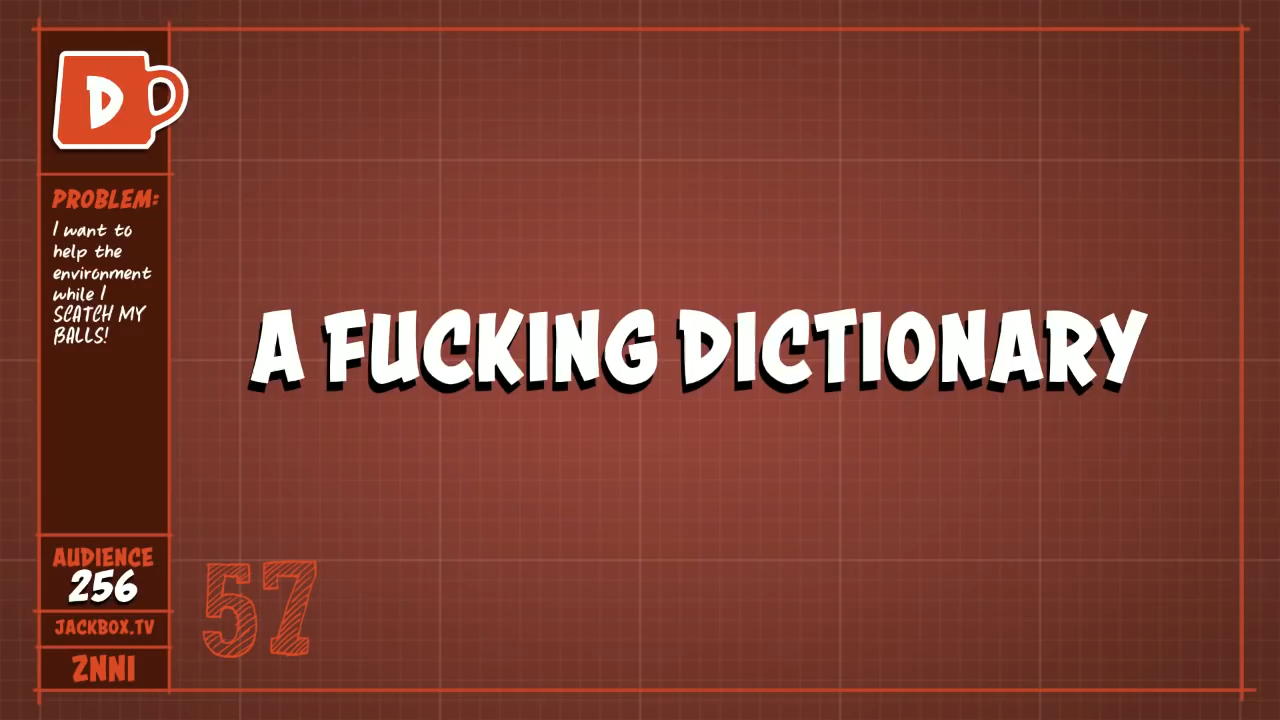 D
PROBLEM:
I want to
help the
environment
while I
SCATCH MY
BALLS!
A FUCKING DICTIONARY
AUDIENCE
256
JACKBOX.TV
ZNNI
57